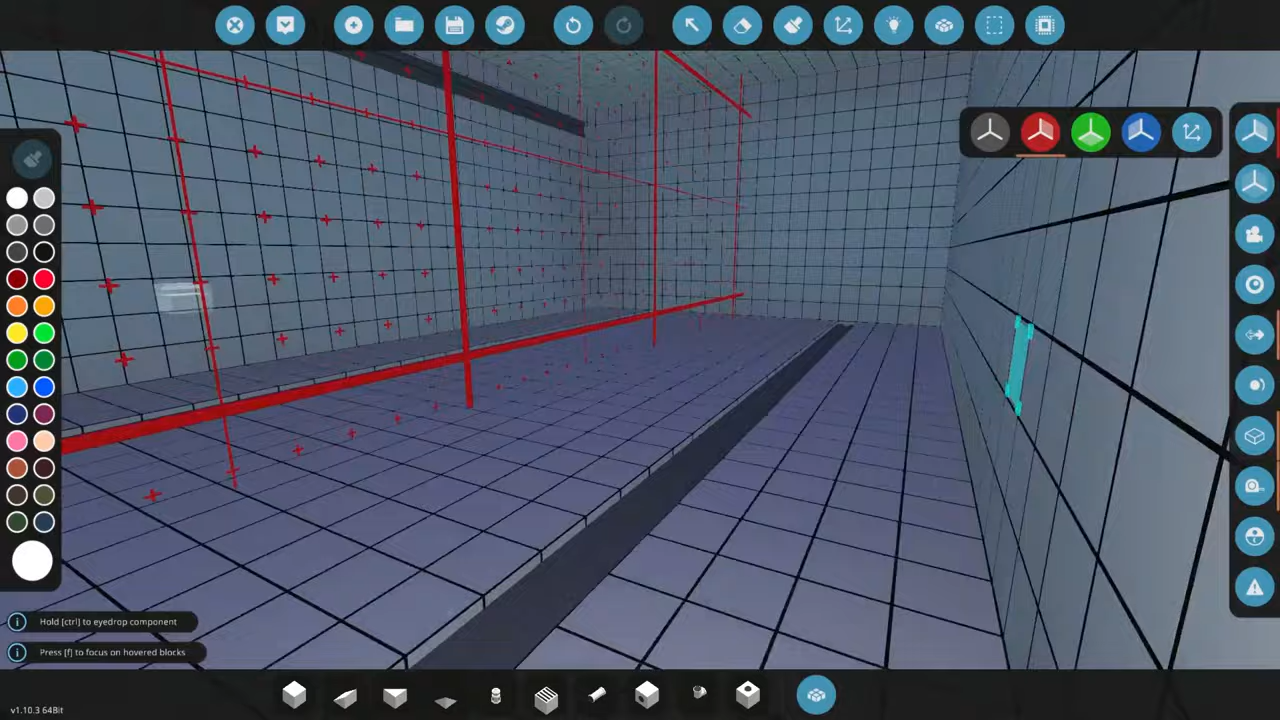 Hold [ctrl] to eyedrop component
Press [f] to focus on hovered blocks
v1.10.3 64Bit